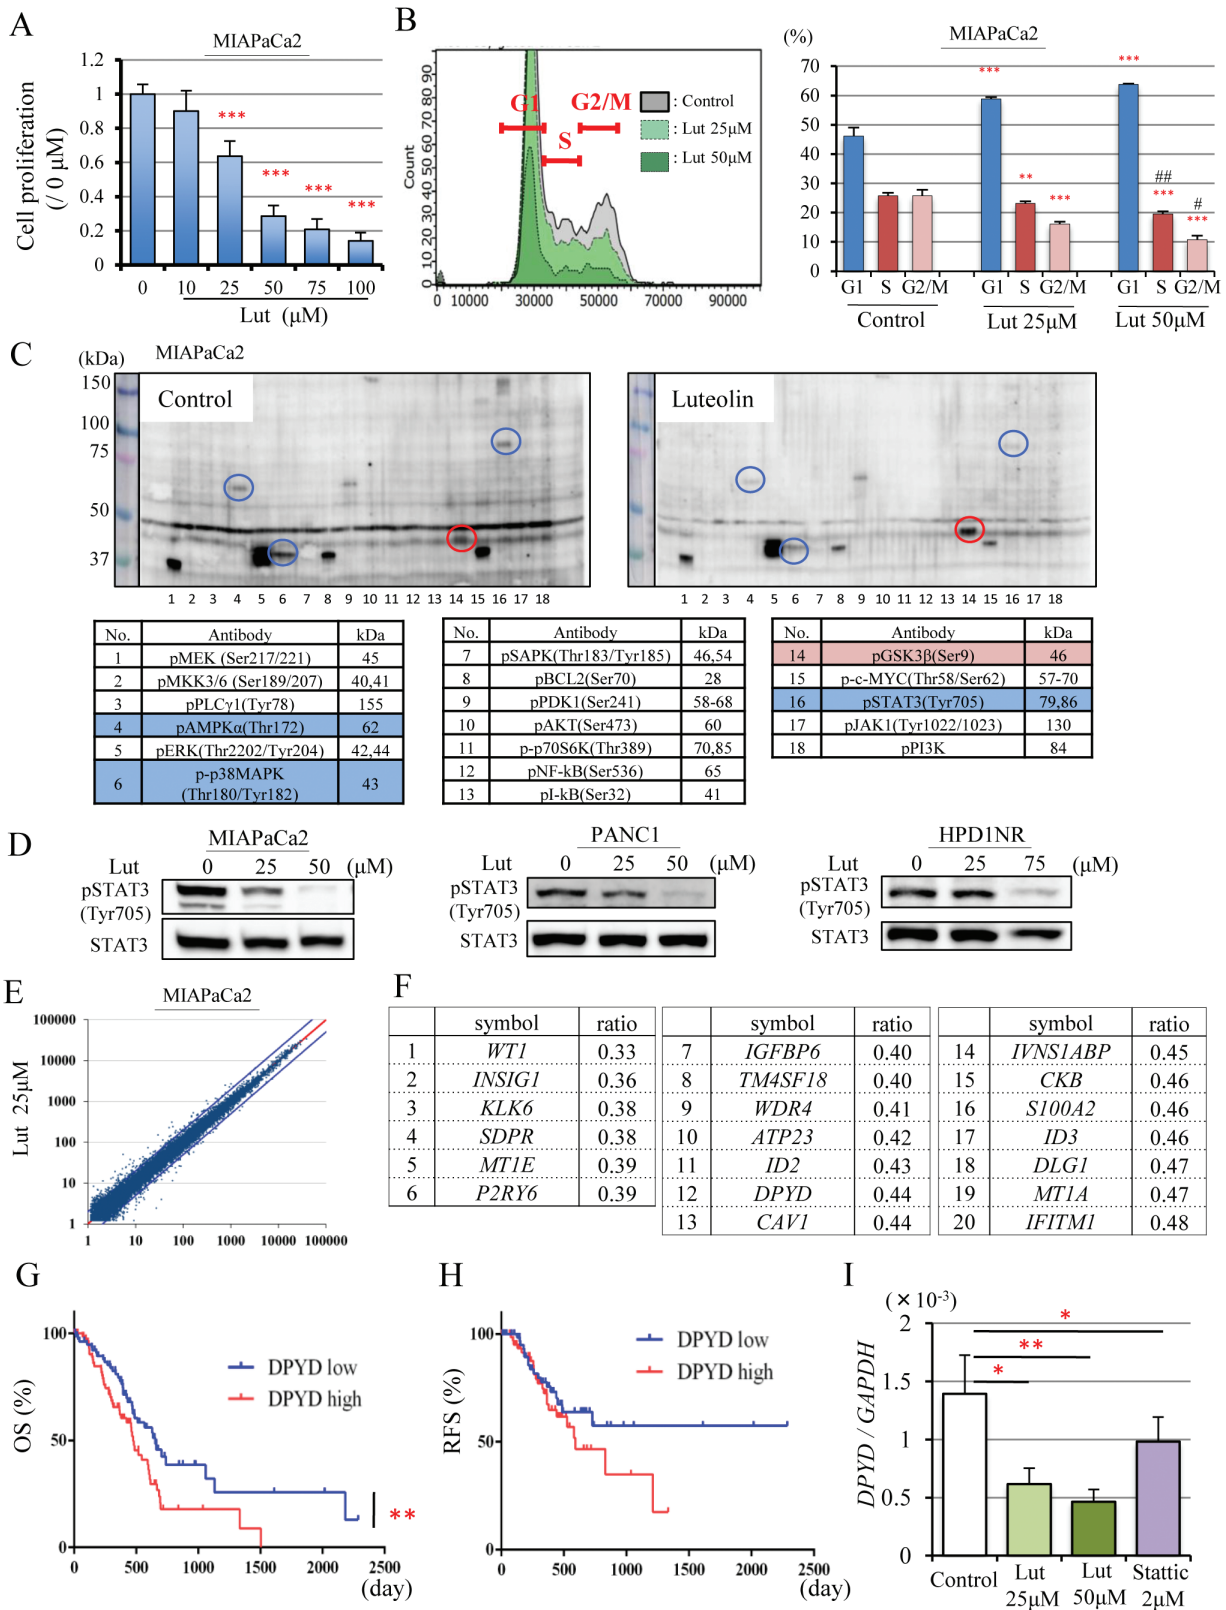 A
MIAPaCa2
Cell proliferation
(/ 0 μM)
1.2
1
0.8
0.6
0.4
0.2
0
***
***
***
***
0 10 25 50 75 100
Lut (μM)
B
Count
0 10 20 30 40 50 60 70 80 90
G1
S
G2/M
: Control
: Lut 25μM
: Lut 50μM
0 10000 30000 50000 70000 90000
(%)
MIAPaCa2
70
60
50
40
30
20
10
0
***
**
***
***
##
***
#
***
G1 S G2/M G1 S G2/M G1 S G2/M
Control Lut 25μM Lut 50μM
C
(kDa)
MIAPaCa2
150
100
75
50
37
Control
Luteolin
1 2 3 4 5 6 7 8 9 10 11 12 13 14 15 16 17 18
1 2 3 4 5 6 7 8 9 10 11 12 13 14 15 16 17 18
No. Antibody kDa
1 pMEK (Ser217/221) 45
2 pMKK3/6 (Ser189/207) 40,41
3 pPLCγ1(Tyr78) 155
4 pAMPKα(Thr172) 62
5 pERK(Thr2202/Tyr204) 42,44
6 p-p38MAPK (Thr180/Tyr182) 43
No. Antibody kDa
7 pSAPK(Thr183/Tyr185) 46,54
8 pBCL2(Ser70) 28
9 pPDK1(Ser241) 58-68
10 pAKT(Ser473) 60
11 p-p70S6K(Thr389) 70,85
12 pNF-kB(Ser536) 65
13 pI-kB(Ser32) 41
No. Antibody kDa
14 pGSK3β(Ser9) 46
15 p-c-MYC(Thr58/Ser62) 57-70
16 pSTAT3(Tyr705) 79,86
17 pJAK1(Tyr1022/1023) 130
18 pPI3K 84
D
MIAPaCa2
Lut 0 25 50 (μM)
pSTAT3
(Tyr705)
STAT3
PANC1
Lut 0 25 50 (μM)
pSTAT3
(Tyr705)
STAT3
HPD1NR
Lut 0 25 75 (μM)
pSTAT3
(Tyr705)
STAT3
E
MIAPaCa2
Lut 25μM
100000
10000
1000
100
10
1
1 10 100 1000 10000 100000
F
symbol ratio
1 WT1 0.33
2 INSIG1 0.36
3 KLK6 0.38
4 SDPR 0.38
5 MT1E 0.39
6 P2RY6 0.39
symbol ratio
7 IGFBP6 0.40
8 TM4SF18 0.40
9 WDR4 0.41
10 ATP23 0.42
11 ID2 0.43
12 DPYD 0.44
13 CAV1 0.44
symbol ratio
14 IVNS1ABP 0.45
15 CKB 0.46
16 S100A2 0.46
17 ID3 0.46
18 DLG1 0.47
19 MT1A 0.47
20 IFITM1 0.48
G
OS (%)
100
50
0
DPYD low
DPYD high
**
0 500 1000 1500 2000 2500
(day)
H
RFS (%)
100
50
0
DPYD low
DPYD high
0 500 1000 1500 2000 2500
(day)
I
(×10-3)
DPYD / GAPDH
2
1.5
1
0.5
0
*
**
*
Control Lut 25μM Lut 50μM Stattic 2μM